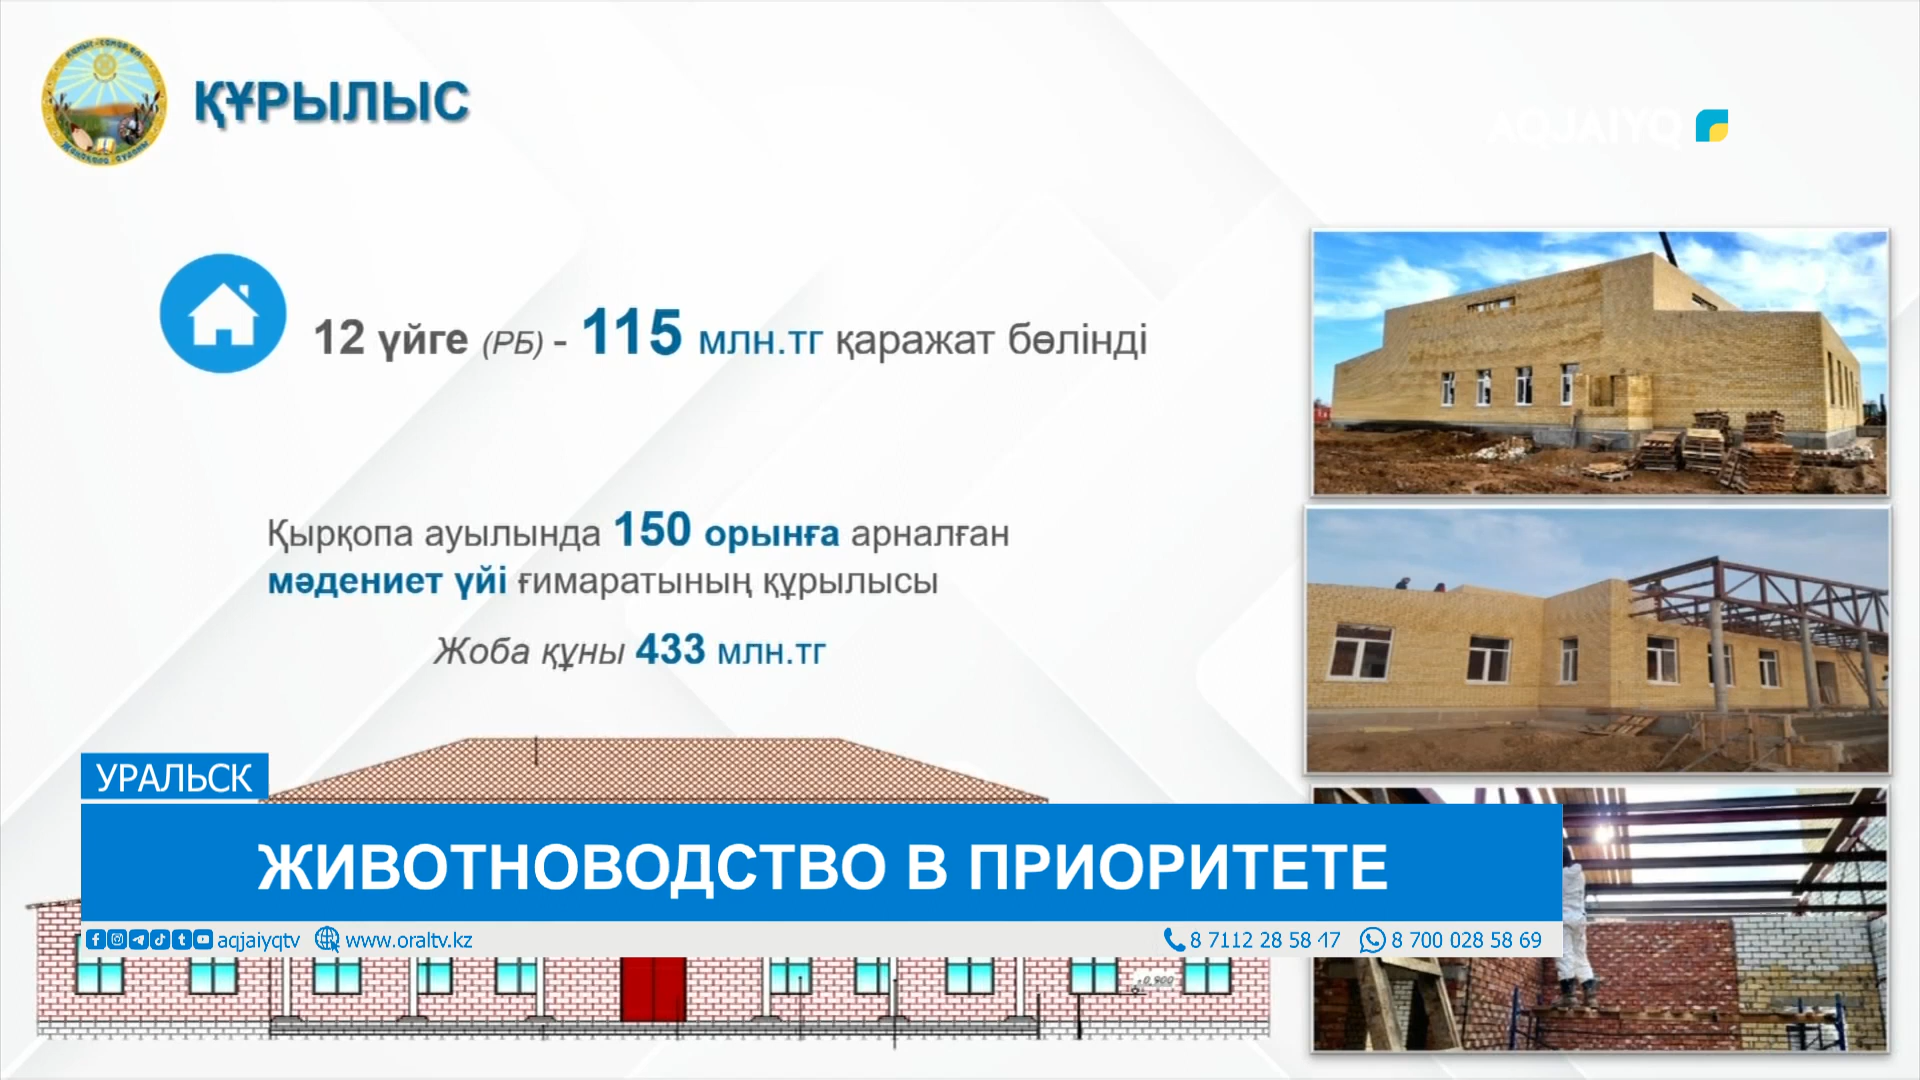 ҚҰРЫЛЫС
AQJAIYQ
12 үйге (РБ) - 115 млн.тг қаражат бөлінді
Қырқопа ауылында 150 орынға арналған
мәдениет үйі ғимаратының құрылысы
Жоба құны 433 млн.тг
УРАЛЬСК
ЖИВОТНОВОДСТВО В ПРИОРИТЕТЕ
aqjaiyqtv www.oraltv.kz 8 7112 28 58 47 8 700 028 58 69